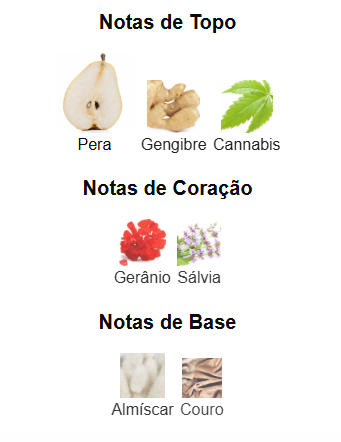 Notas de Topo
Pera Gengibre Cannabis
Notas de Coração
Gerânio Sálvia
Notas de Base
Almíscar Couro